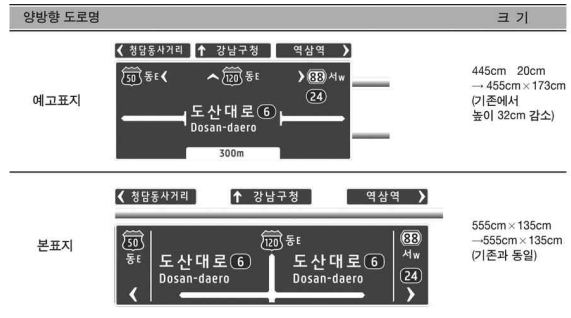 양방향 도로명 크 기
예고표지
❮ 청담동사거리 ↑ 강남구청 역삼역 ❯
50 동E❮ ︿120 동E ❯88 서W
24
도산대로 6
Dosan-daero
300m
445cm 20cm
→ 455cm×173cm
(기존에서
높이 32cm 감소)
본표지
❮ 청담동사거리 ↑ 강남구청 역삼역 ❯
50 동E 120 동E 88 서W
도산대로 6 도산대로 6 24
Dosan-daero Dosan-daero
❮ ❯
555cm×135cm
→555cm×135cm
(기존과 동일)